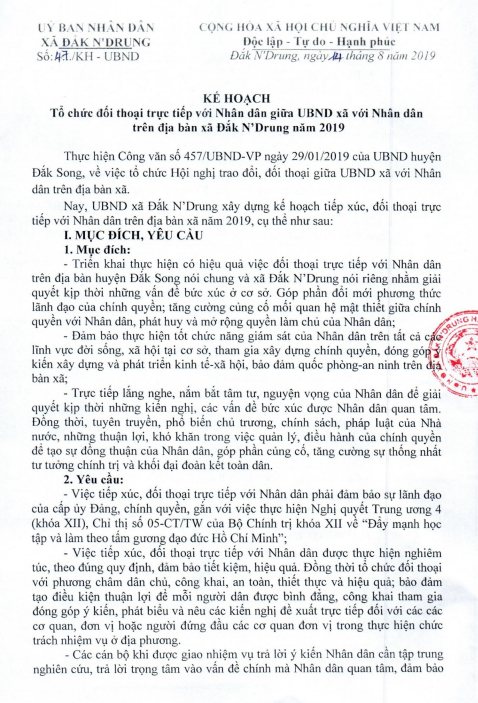 ỦY BAN NHÂN DÂN
XÃ ĐẮK N'DRUNG
Số:47/KH - UBND
CỘNG HÒA XÃ HỘI CHỦ NGHĨA VIỆT NAM
Độc lập - Tự do - Hạnh phúc
Đắk N'Drung, ngày 14 tháng 8 năm 2019
KẾ HOẠCH
Tổ chức đối thoại trực tiếp với Nhân dân giữa UBND xã với Nhân dân
trên địa bàn xã Đắk N'Drung năm 2019
Thực hiện Công văn số 457/UBND-VP ngày 29/01/2019 của UBND huyện
Đắk Song, về việc tổ chức Hội nghị trao đổi, đối thoại giữa UBND xã với Nhân
dân trên địa bàn xã.
Nay, UBND xã Đắk N'Drung xây dựng kế hoạch tiếp xúc, đối thoại trực
tiếp với Nhân dân trên địa bàn xã năm 2019, cụ thể như sau:
I. MỤC ĐÍCH, YÊU CẦU
1. Mục đích:
- Triển khai thực hiện có hiệu quả việc đối thoại trực tiếp với Nhân dân
trên địa bàn huyện Đắk Song nói chung và xã Đắk N'Drung nói riêng nhằm giải
quyết kịp thời những vấn đề bức xúc ở cơ sở. Góp phần đổi mới phương thức
lãnh đạo của chính quyền; tăng cường củng cố mối quan hệ mật thiết giữa chính
quyền với Nhân dân, phát huy và mở rộng quyền làm chủ của Nhân dân;
- Đảm bảo thực hiện tốt chức năng giám sát của Nhân dân trên tất cả các
lĩnh vực đời sống, xã hội tại cơ sở, tham gia xây dựng chính quyền, đóng góp ý
kiến xây dựng và phát triển kinh tế-xã hội, bảo đảm quốc phòng-an ninh trên địa
bàn xã;
- Trực tiếp lắng nghe, nắm bắt tâm tư, nguyện vọng của Nhân dân để giải
quyết kịp thời những kiến nghị, các vấn đề bức xúc được Nhân dân quan tâm.
Đồng thời, tuyên truyền, phổ biến chủ trương, chính sách, pháp luật của Nhà
nước, những thuận lợi, khó khăn trong việc quản lý, điều hành của chính quyền
để tạo sự đồng thuận của Nhân dân, góp phần củng cố, tăng cường sự thống nhất
tư tưởng chính trị và khối đại đoàn kết toàn dân.
2. Yêu cầu:
- Việc tiếp xúc, đối thoại trực tiếp với Nhân dân phải đảm bảo sự lãnh đạo
của cấp ủy Đảng, chính quyền, gắn với việc thực hiện Nghị quyết Trung ương 4
(khóa XII), Chỉ thị số 05-CT/TW của Bộ Chính trị khóa XII về "Đẩy mạnh học
tập và làm theo tấm gương đạo đức Hồ Chí Minh";
- Việc tiếp xúc, đối thoại trực tiếp với Nhân dân được thực hiện nghiêm
túc, theo đúng quy định, đảm bảo tiết kiệm, hiệu quả. Đồng thời tổ chức đối thoại
với phương châm dân chủ, công khai, an toàn, thiết thực và hiệu quả; bảo đảm
tạo điều kiện thuận lợi để mỗi người dân được bình đẳng, công khai tham gia
đóng góp ý kiến, phát biểu và nêu các kiến nghị đề xuất trực tiếp đối với các các
cơ quan, đơn vị hoặc người đứng đầu các cơ quan đơn vị trong thực hiện chức
trách nhiệm vụ ở địa phương.
- Các cán bộ khi được giao nhiệm vụ trả lời ý kiến Nhân dân cần tập trung
nghiên cứu, trả lời trọng tâm vào vấn đề chính mà Nhân dân quan tâm, đảm bảo